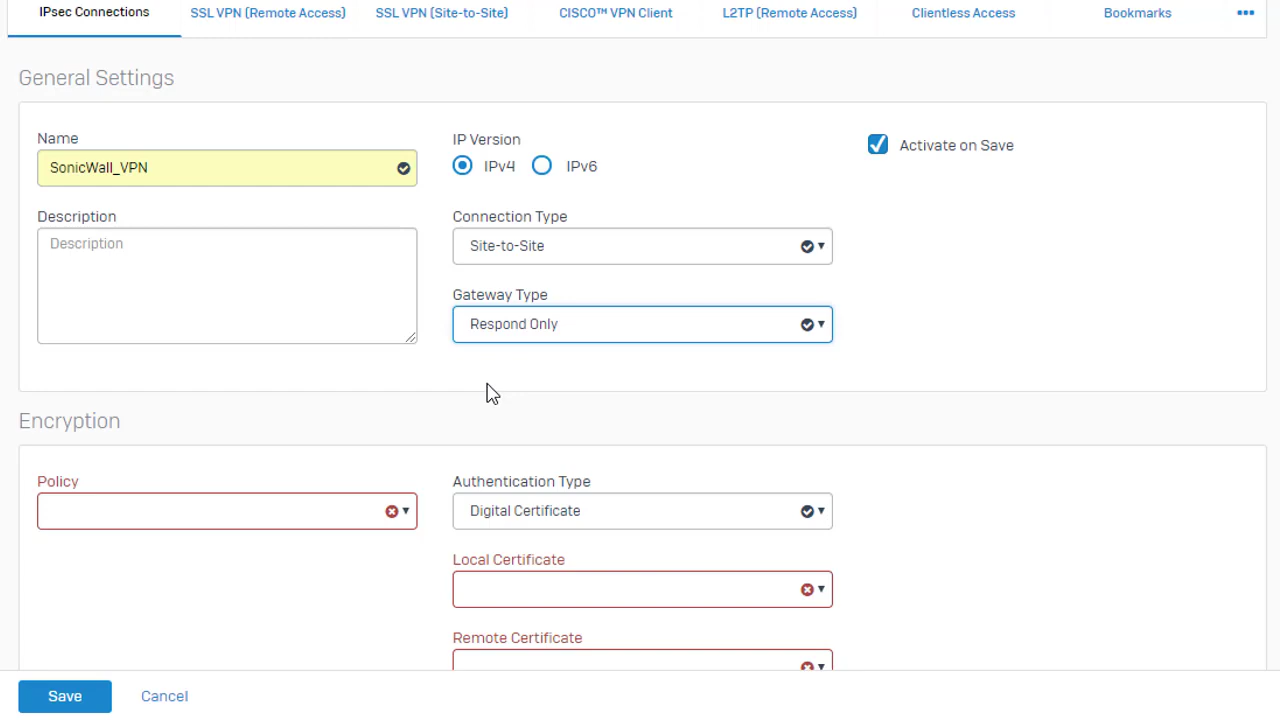 IPsec Connections SSL VPN (Remote Access) SSL VPN (Site-to-Site) CISCO™ VPN Client L2TP (Remote Access) Clientless Access Bookmarks •••
General Settings
Name
SonicWall_VPN
Description
Description
IP Version
IPv4 IPv6
Connection Type
Site-to-Site
Gateway Type
Respond Only
Activate on Save
Encryption
Policy
Authentication Type
Digital Certificate
Local Certificate
Remote Certificate
Save Cancel